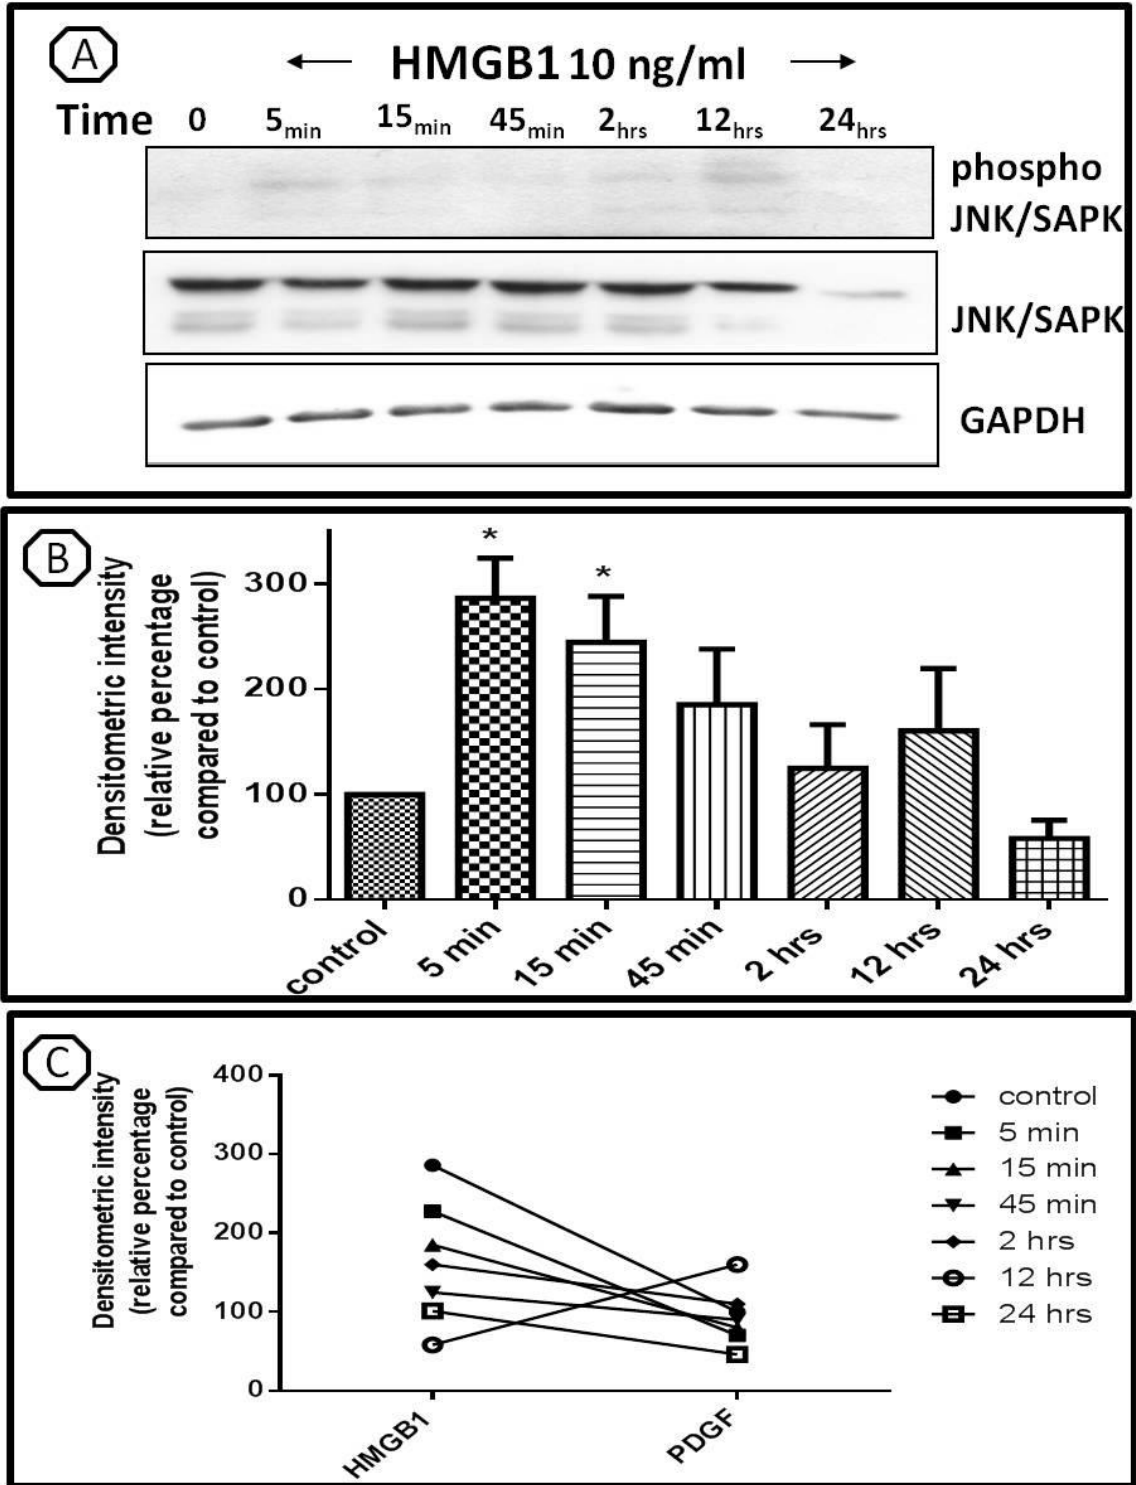 A
HMGB1 10 ng/ml
Time 0 5min 15min 45min 2hrs 12hrs 24hrs
phospho
JNK/SAPK
JNK/SAPK
GAPDH
B
Densitometric intensity
(relative percentage
compared to control)
300
200
100
0
*
*
control 5 min 15 min 45 min 2 hrs 12 hrs 24 hrs
C
Densitometric intensity
(relative percentage
compared to control)
400
300
200
100
0
HMGB1 PDGF
control
5 min
15 min
45 min
2 hrs
12 hrs
24 hrs